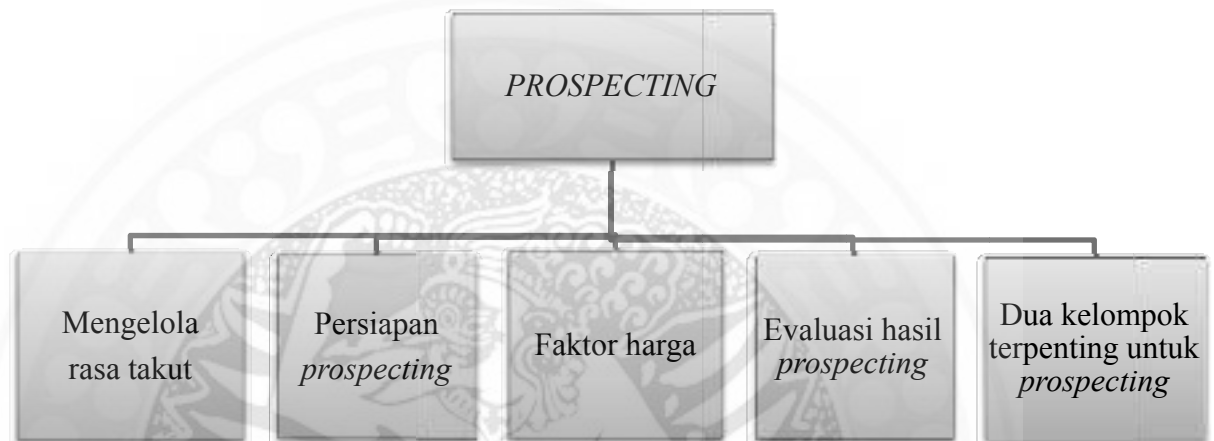 PROSPECTING
Mengelola
rasa takut
Persiapan
prospecting
Faktor harga
Evaluasi hasil
prospecting
Dua kelompok
terpenting untuk
prospecting